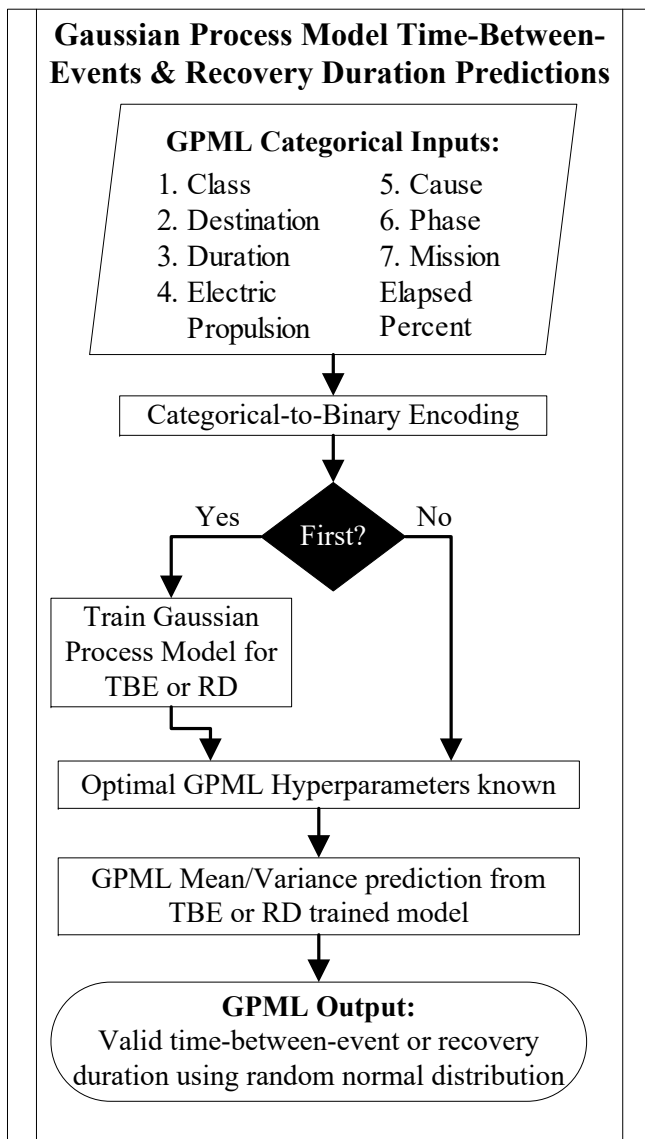 Gaussian Process Model Time-Between-
Events & Recovery Duration Predictions
GPML Categorical Inputs:
1. Class
2. Destination
3. Duration
4. Electric
Propulsion
5. Cause
6. Phase
7. Mission
Elapsed
Percent
Categorical-to-Binary Encoding
Yes
No
First?
Train Gaussian
Process Model for
TBE or RD
Optimal GPML Hyperparameters known
GPML Mean/Variance prediction from
TBE or RD trained model
GPML Output:
Valid time-between-event or recovery
duration using random normal distribution